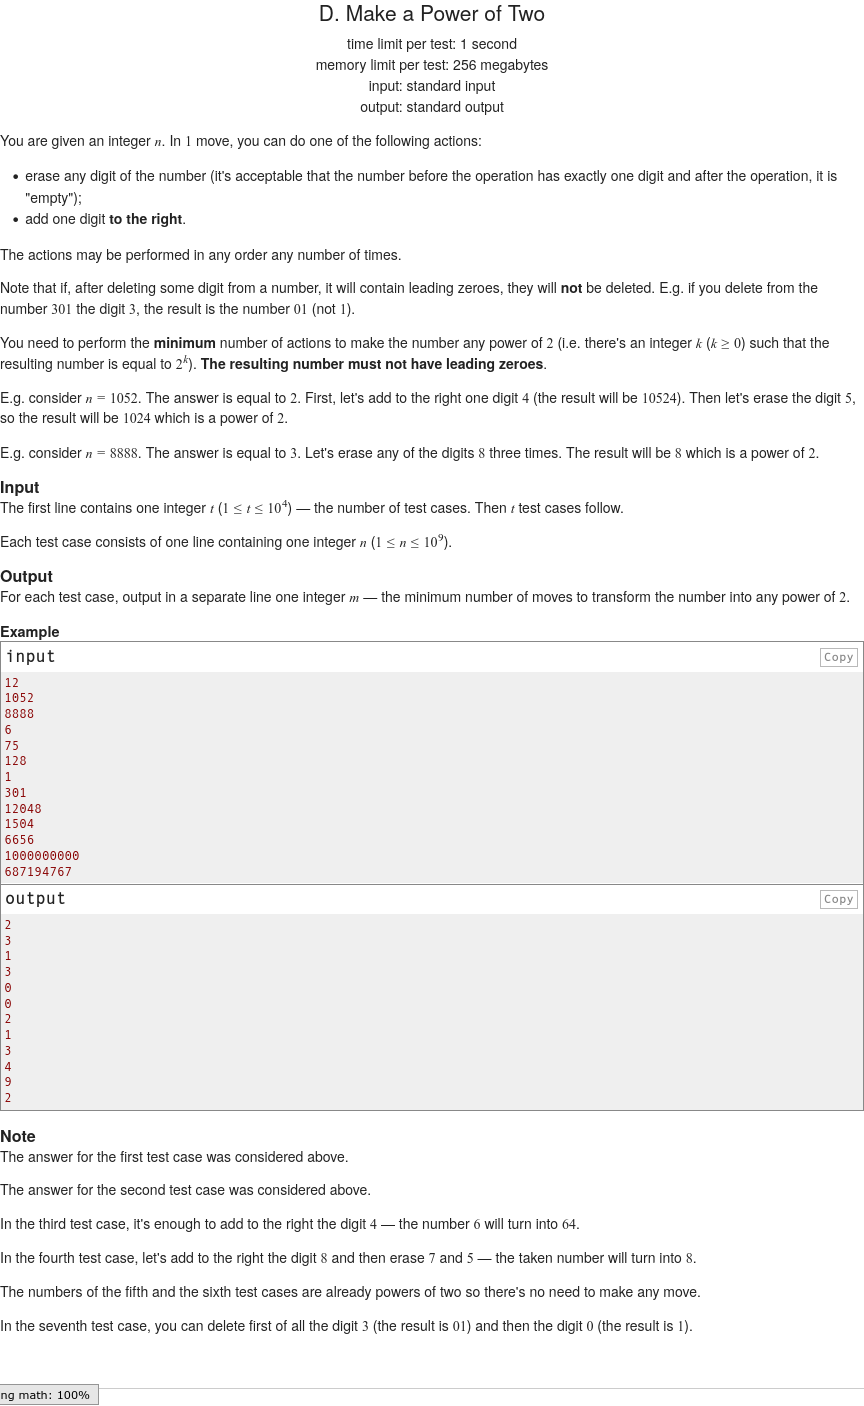 D. Make a Power of Two
time limit per test: 1 second
memory limit per test: 256 megabytes
input: standard input
output: standard output
You are given an integer n. In 1 move, you can do one of the following actions:
• erase any digit of the number (it's acceptable that the number before the operation has exactly one digit and after the operation, it is
"empty");
• add one digit to the right.
The actions may be performed in any order any number of times.
Note that if, after deleting some digit from a number, it will contain leading zeroes, they will not be deleted. E.g. if you delete from the
number 301 the digit 3, the result is the number 01 (not 1).
You need to perform the minimum number of actions to make the number any power of 2 (i.e. there's an integer k (k ≥ 0) such that the
resulting number is equal to 2^k). The resulting number must not have leading zeroes.
E.g. consider n = 1052. The answer is equal to 2. First, let's add to the right one digit 4 (the result will be 10524). Then let's erase the digit 5,
so the result will be 1024 which is a power of 2.
E.g. consider n = 8888. The answer is equal to 3. Let's erase any of the digits 8 three times. The result will be 8 which is a power of 2.
Input
The first line contains one integer t (1 ≤ t ≤ 10^4) — the number of test cases. Then t test cases follow.
Each test case consists of one line containing one integer n (1 ≤ n ≤ 10^9).
Output
For each test case, output in a separate line one integer m — the minimum number of moves to transform the number into any power of 2.
Example
input Copy
12
1052
8888
6
75
128
1
301
12048
1504
6656
1000000000
687194767
output Copy
2
3
1
3
0
0
2
1
3
4
9
2
Note
The answer for the first test case was considered above.
The answer for the second test case was considered above.
In the third test case, it's enough to add to the right the digit 4 — the number 6 will turn into 64.
In the fourth test case, let's add to the right the digit 8 and then erase 7 and 5 — the taken number will turn into 8.
The numbers of the fifth and the sixth test cases are already powers of two so there's no need to make any move.
In the seventh test case, you can delete first of all the digit 3 (the result is 01) and then the digit 0 (the result is 1).
ng math: 100%